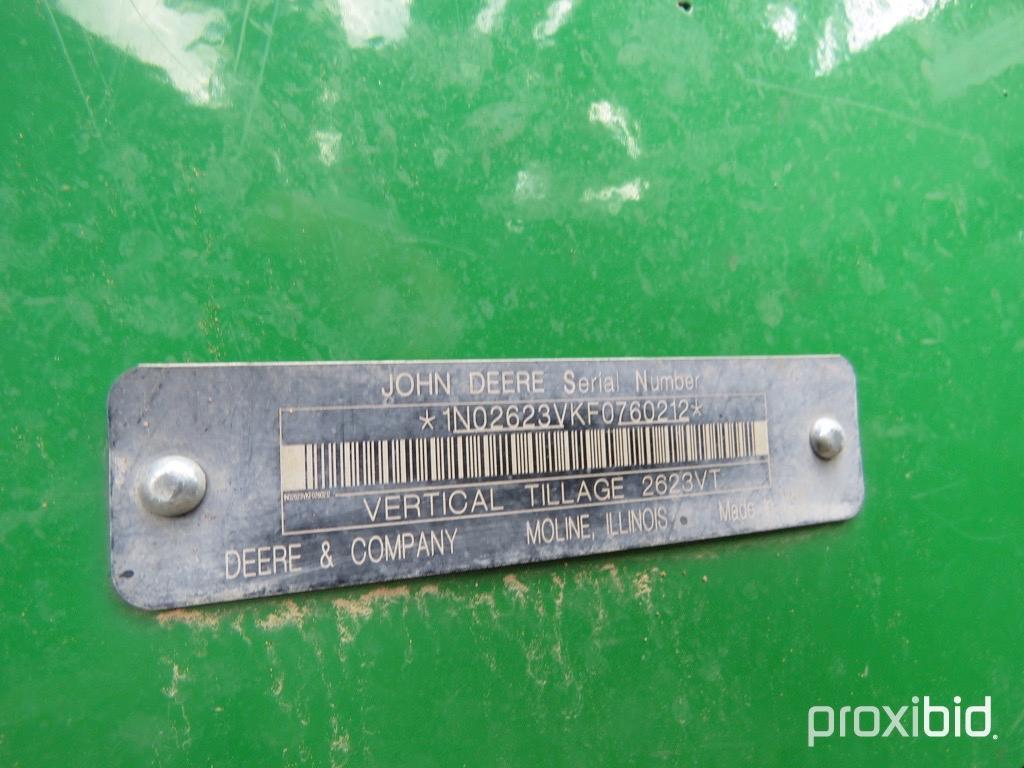 JOHN DEERE Serial Number
*1N02623VKF0760212*
VERTICAL TILLAGE 2623VT
DEERE & COMPANY MOLINE, ILLINOIS Made
proxibid.